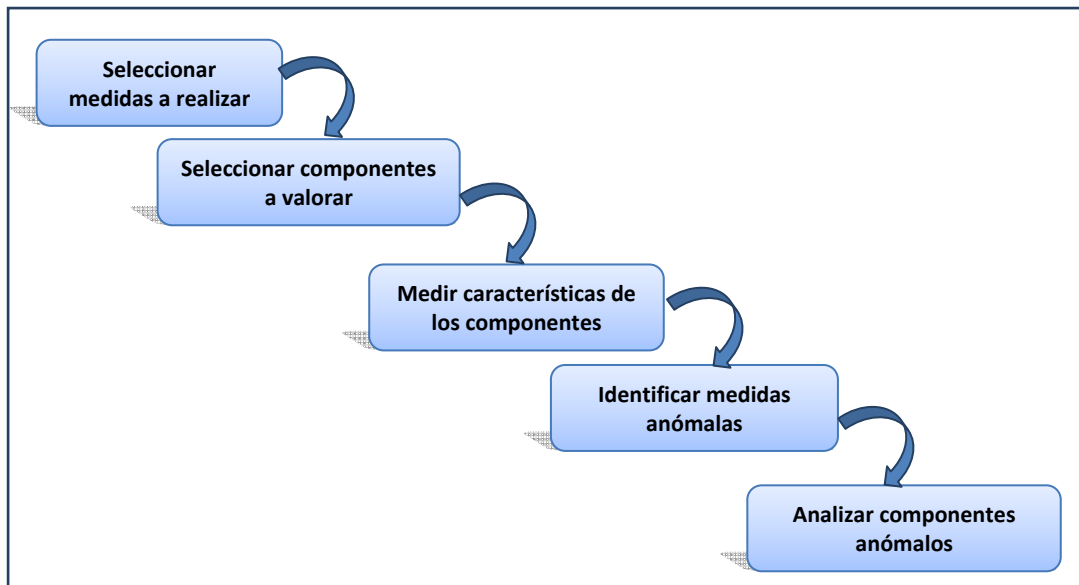 Seleccionar
medidas a realizar
Seleccionar componentes
a valorar
Medir características de
los componentes
Identificar medidas
anómalas
Analizar componentes
anómalos